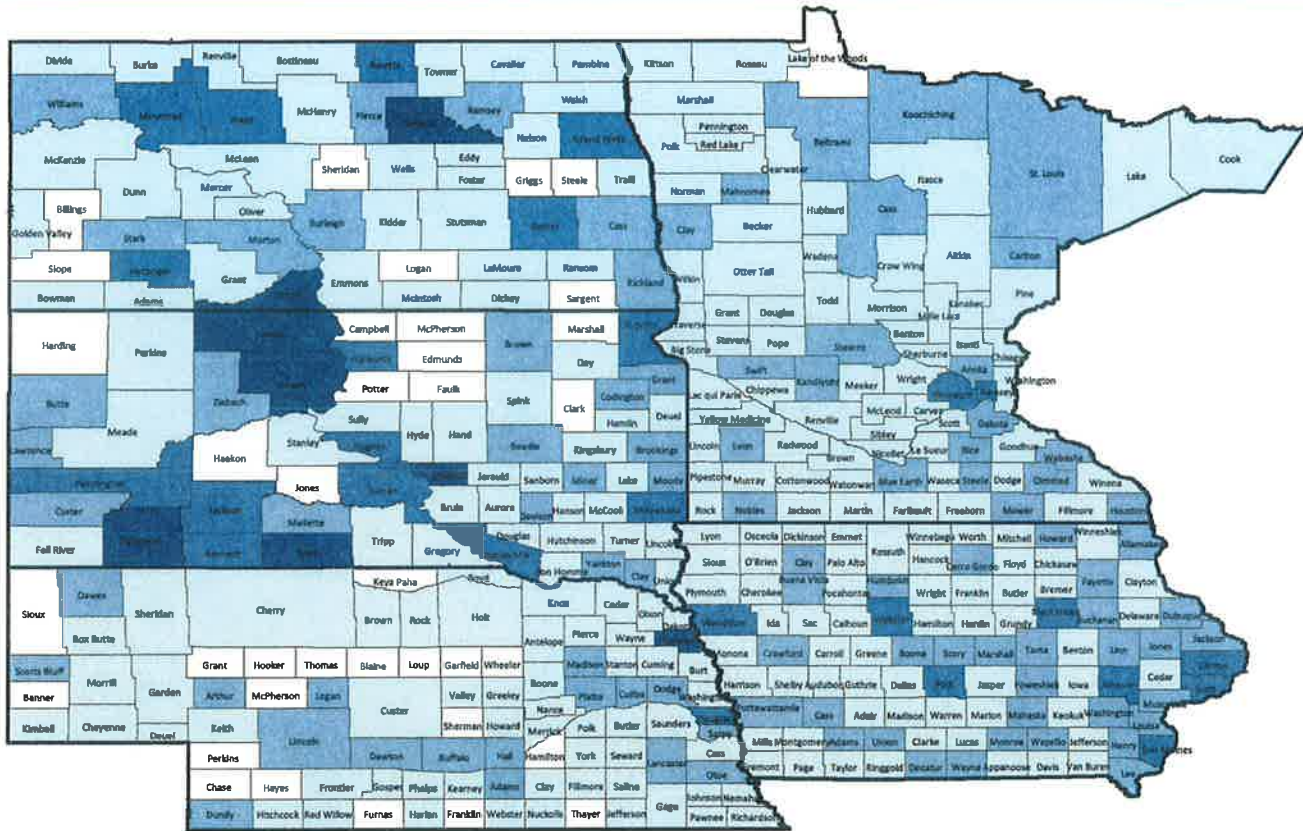 Divide Burke Renville Bottineau Rolette Towner Cavalier Pembina Kittson Roseau Lake of the Woods
Williams McHenry Pierce Ramsey Walsh Marshall Koochiching
Nelson Grand Forks Pennington Beltrami St. Louis Cook
McKenzie McLean Sheridan Wells Eddy Polk Red Lake Clearwater Itasca Lake
Dunn Mercer Foster Griggs Steele Traill Norman Mahnomen
Billings Oliver Burleigh Kidder Stutsman Barnes Cass Clay Becker Hubbard Cass
Golden Valley Stark Morton Aitkin Carlton
Slope Hettinger Grant Emmons Logan LaMoure Ransom Richland Otter Tail Wadena Crow Wing
Bowman Adams McIntosh Dickey Sargent Todd Morrison Mille Lacs Kanabec Pine
Harding Perkins Campbell McPherson Brown Marshall Grant Douglas Benton Isanti
Edmunds Day Stevens Pope Stearns Sherburne
Butte Ziebach Potter Faulk Spink Clark Codington Grant Big Stone Swift Kandiyohi Meeker Wright Anoka Washington
Meade Sully Hamlin Deuel Lac qui Parle Chippewa McLeod Carver Ramsey
Lawrence Haakon Stanley Hyde Hand Beadle Kingsbury Brookings Yellow Medicine Renville Sibley Scott Dakota
Pennington Jones Jerauld Sanborn Miner Lake Moody Lincoln Lyon Redwood Brown Nicollet Le Sueur Rice Goodhue Wabasha
Custer Jackson Mellette Brule Aurora Davison Hanson McCook Minnehaha Pipestone Murray Cottonwood Watonwan Blue Earth Waseca Steele Dodge Olmsted Winona
Fall River Bennett Todd Tripp Gregory Douglas Hutchinson Turner Lincoln Rock Nobles Jackson Martin Faribault Freeborn Mower Fillmore Houston
Yankton Clay Union Lyon Osceola Dickinson Emmet Kossuth Winnebago Worth Mitchell Howard Winneshiek Allamakee
Sioux Dawes Sheridan Cherry Keya Paha Boyd Knox Cedar Sioux O'Brien Clay Palo Alto Hancock Cerro Gordo Floyd Chickasaw Fayette Clayton
Box Butte Brown Rock Holt Dixon Plymouth Cherokee Buena Vista Pocahontas Humboldt Wright Franklin Butler Bremer
Antelope Pierce Wayne Woodbury Ida Sac Calhoun Webster Hamilton Hardin Grundy Black Hawk Buchanan Delaware Dubuque
Scotts Bluff Morrill Garden Grant Hooker Thomas Blaine Loup Garfield Wheeler Madison Stanton Cuming Burt Monona Crawford Carroll Greene Boone Story Marshall Tama Benton Linn Jones Jackson
Banner Arthur McPherson Logan Custer Valley Greeley Boone Platte Colfax Dodge Washington Harrison Shelby Audubon Guthrie Dallas Polk Jasper Poweshiek Iowa Cedar Clinton
Kimball Cheyenne Deuel Keith Nance Pottawattamie Cass Adair Madison Warren Marion Mahaska Keokuk Washington Louisa
Lincoln Sherman Howard Merrick Polk Butler Saunders Sarpy
Perkins Dawson Buffalo Hall Hamilton York Seward Lancaster Cass Mills Montgomery Adams Union Clarke Lucas Monroe Wapello Jefferson Henry Des Moines
Chase Hayes Frontier Gosper Phelps Kearney Adams Clay Fillmore Saline Otoe Fremont Page Taylor Ringgold Decatur Wayne Appanoose Davis Van Buren Lee
Dundy Hitchcock Red Willow Furnas Harlan Franklin Webster Nuckolls Thayer Jefferson Gage Johnson Nemaha
Pawnee Richardson